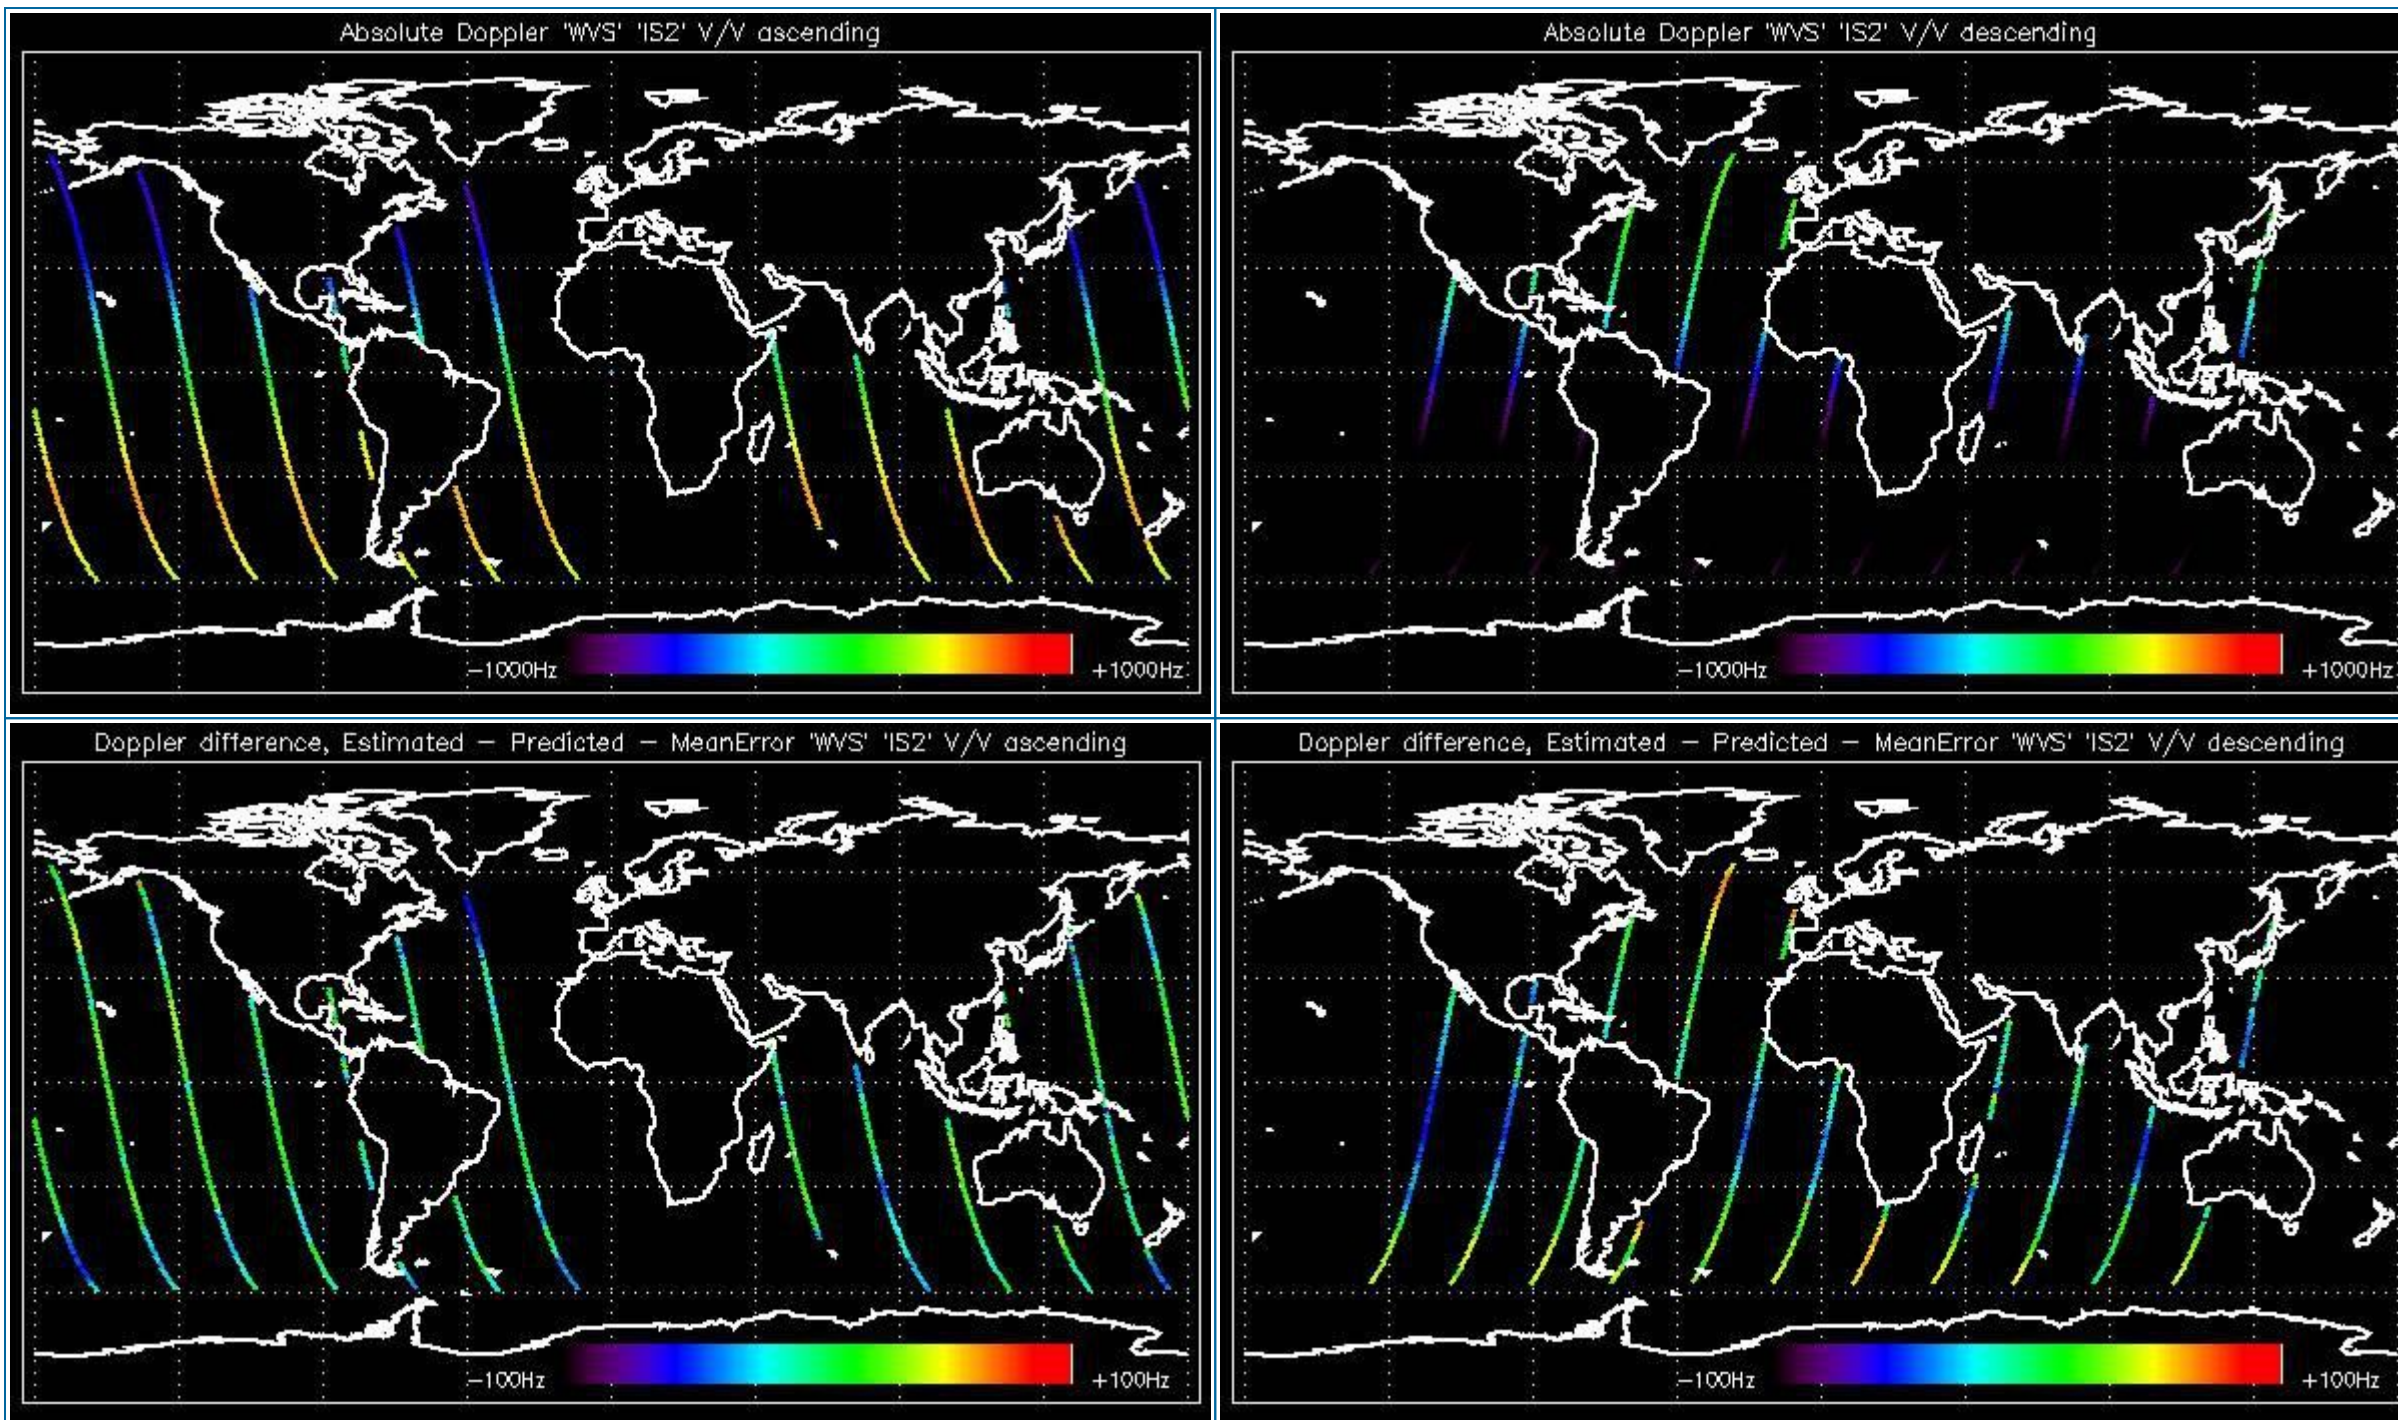 Absolute Doppler 'WVS' 'IS2' V/V ascending
-1000Hz
+1000Hz
Absolute Doppler 'WVS' 'IS2' V/V descending
-1000Hz
+1000Hz
Doppler difference, Estimated - Predicted - MeanError 'WVS' 'IS2' V/V ascending
-100Hz
+100Hz
Doppler difference, Estimated - Predicted - MeanError 'WVS' 'IS2' V/V descending
-100Hz
+100Hz